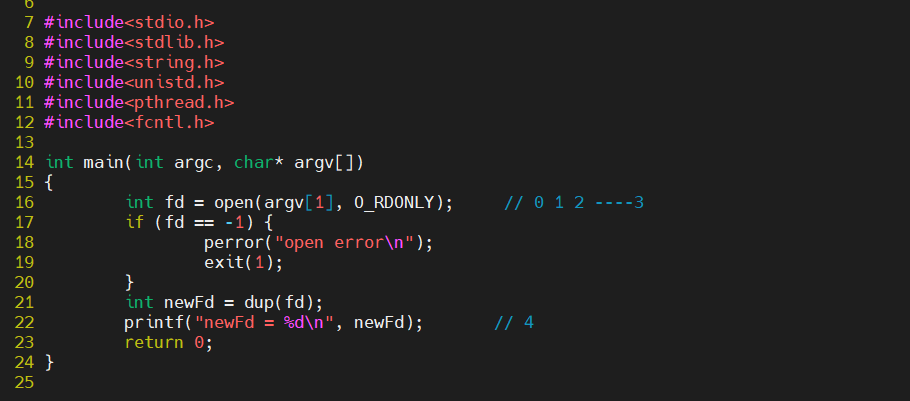 6
7 #include<stdio.h>
8 #include<stdlib.h>
9 #include<string.h>
10 #include<unistd.h>
11 #include<pthread.h>
12 #include<fcntl.h>
13
14 int main(int argc, char* argv[])
15 {
16         int fd = open(argv[1], O_RDONLY);     // 0 1 2 ----3
17         if (fd == -1) {
18                 perror("open error\n");
19                 exit(1);
20         }
21         int newFd = dup(fd);
22         printf("newFd = %d\n", newFd);       // 4
23         return 0;
24 }
25